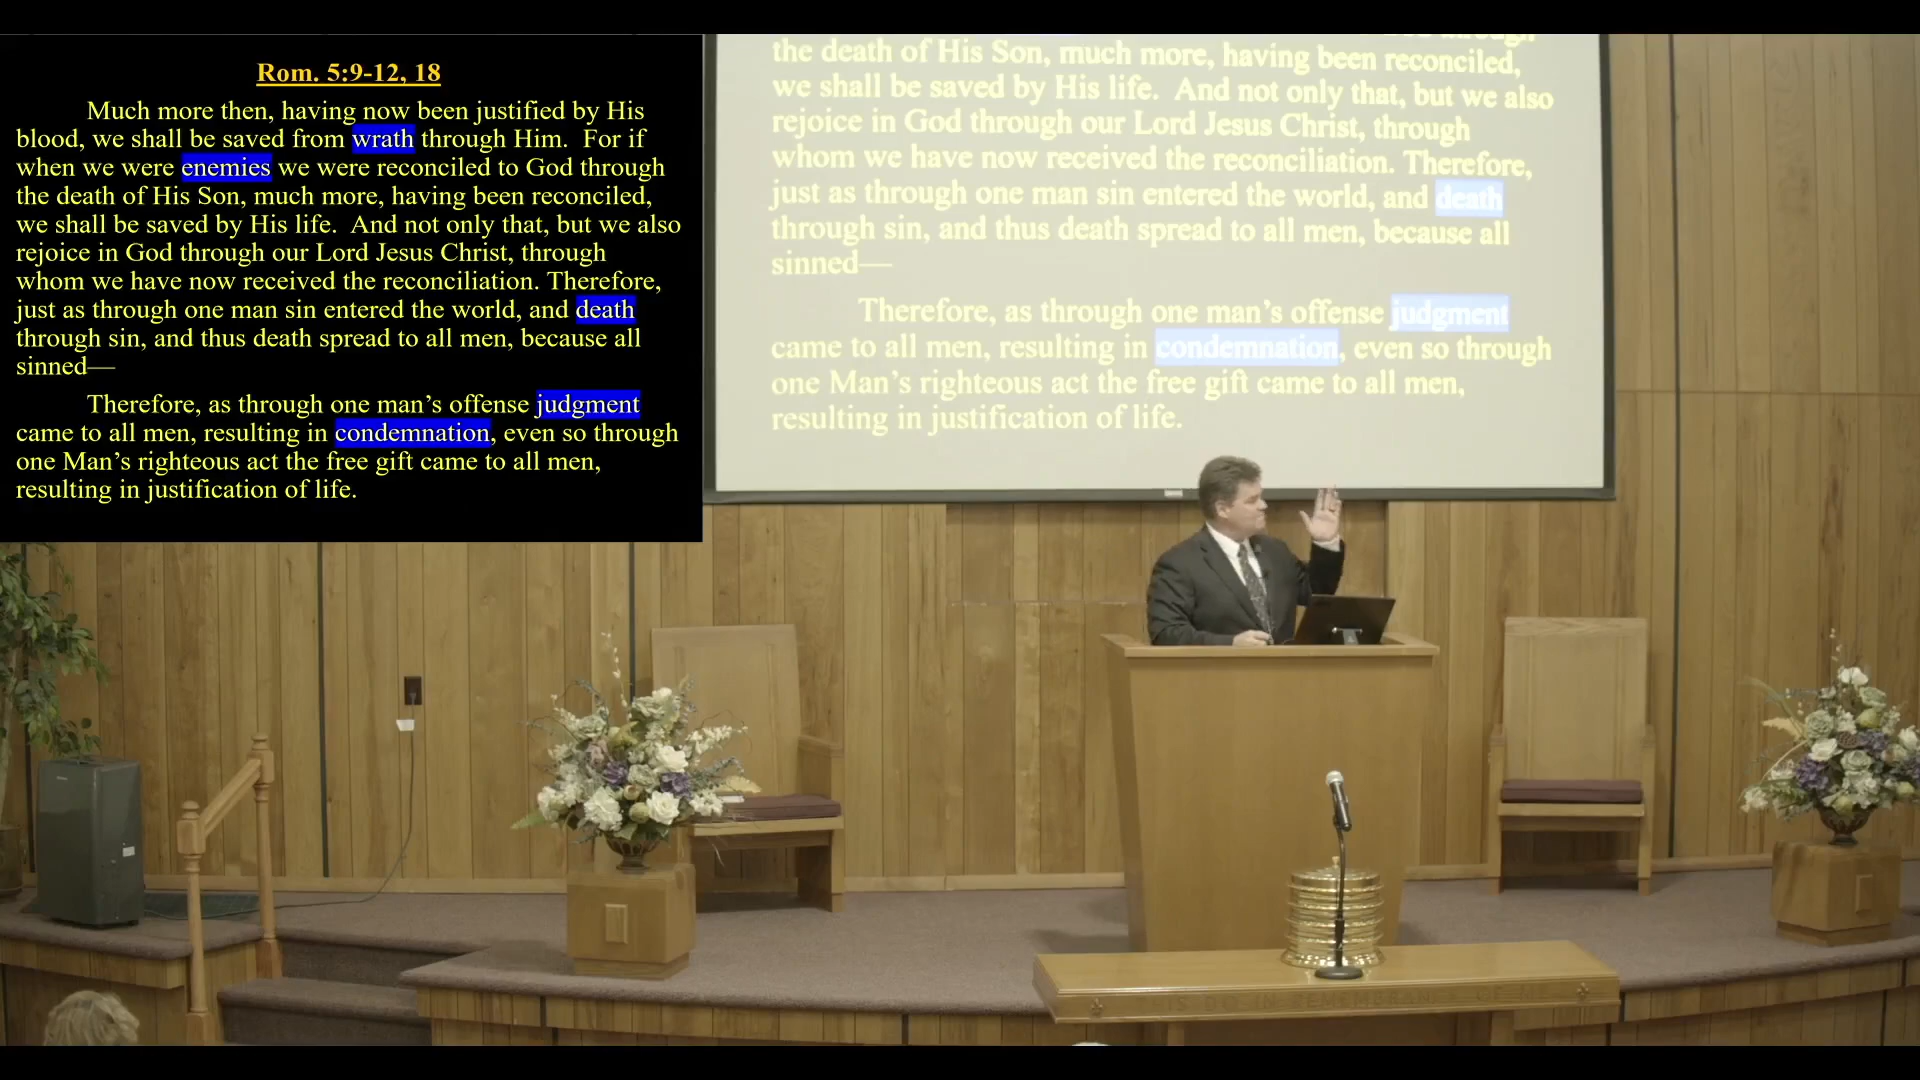 Rom. 5:9-12, 18
Much more then, having now been justified by His
blood, we shall be saved from wrath through Him.  For if
when we were enemies we were reconciled to God through
the death of His Son, much more, having been reconciled,
we shall be saved by His life.  And not only that, but we also
rejoice in God through our Lord Jesus Christ, through
whom we have now received the reconciliation. Therefore,
just as through one man sin entered the world, and death
through sin, and thus death spread to all men, because all
sinned—
Therefore, as through one man’s offense judgment
came to all men, resulting in condemnation, even so through
one Man’s righteous act the free gift came to all men,
resulting in justification of life.
through
the death of His Son, much more, having been reconciled,
we shall be saved by His life.  And not only that, but we also
rejoice in God through our Lord Jesus Christ, through
whom we have now received the reconciliation. Therefore,
just as through one man sin entered the world, and death
through sin, and thus death spread to all men, because all
sinned—
Therefore, as through one man’s offense judgment
came to all men, resulting in condemnation, even so through
one Man’s righteous act the free gift came to all men,
resulting in justification of life.
THIS DO IN REMEMBRANCE OF ME